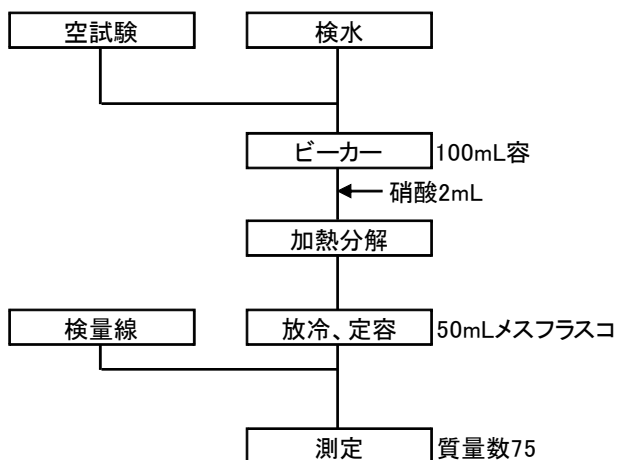 空試験
検水
ビーカー
100mL容
硝酸2mL
加熱分解
検量線
放冷、定容
50mLメスフラスコ
測定
質量数75